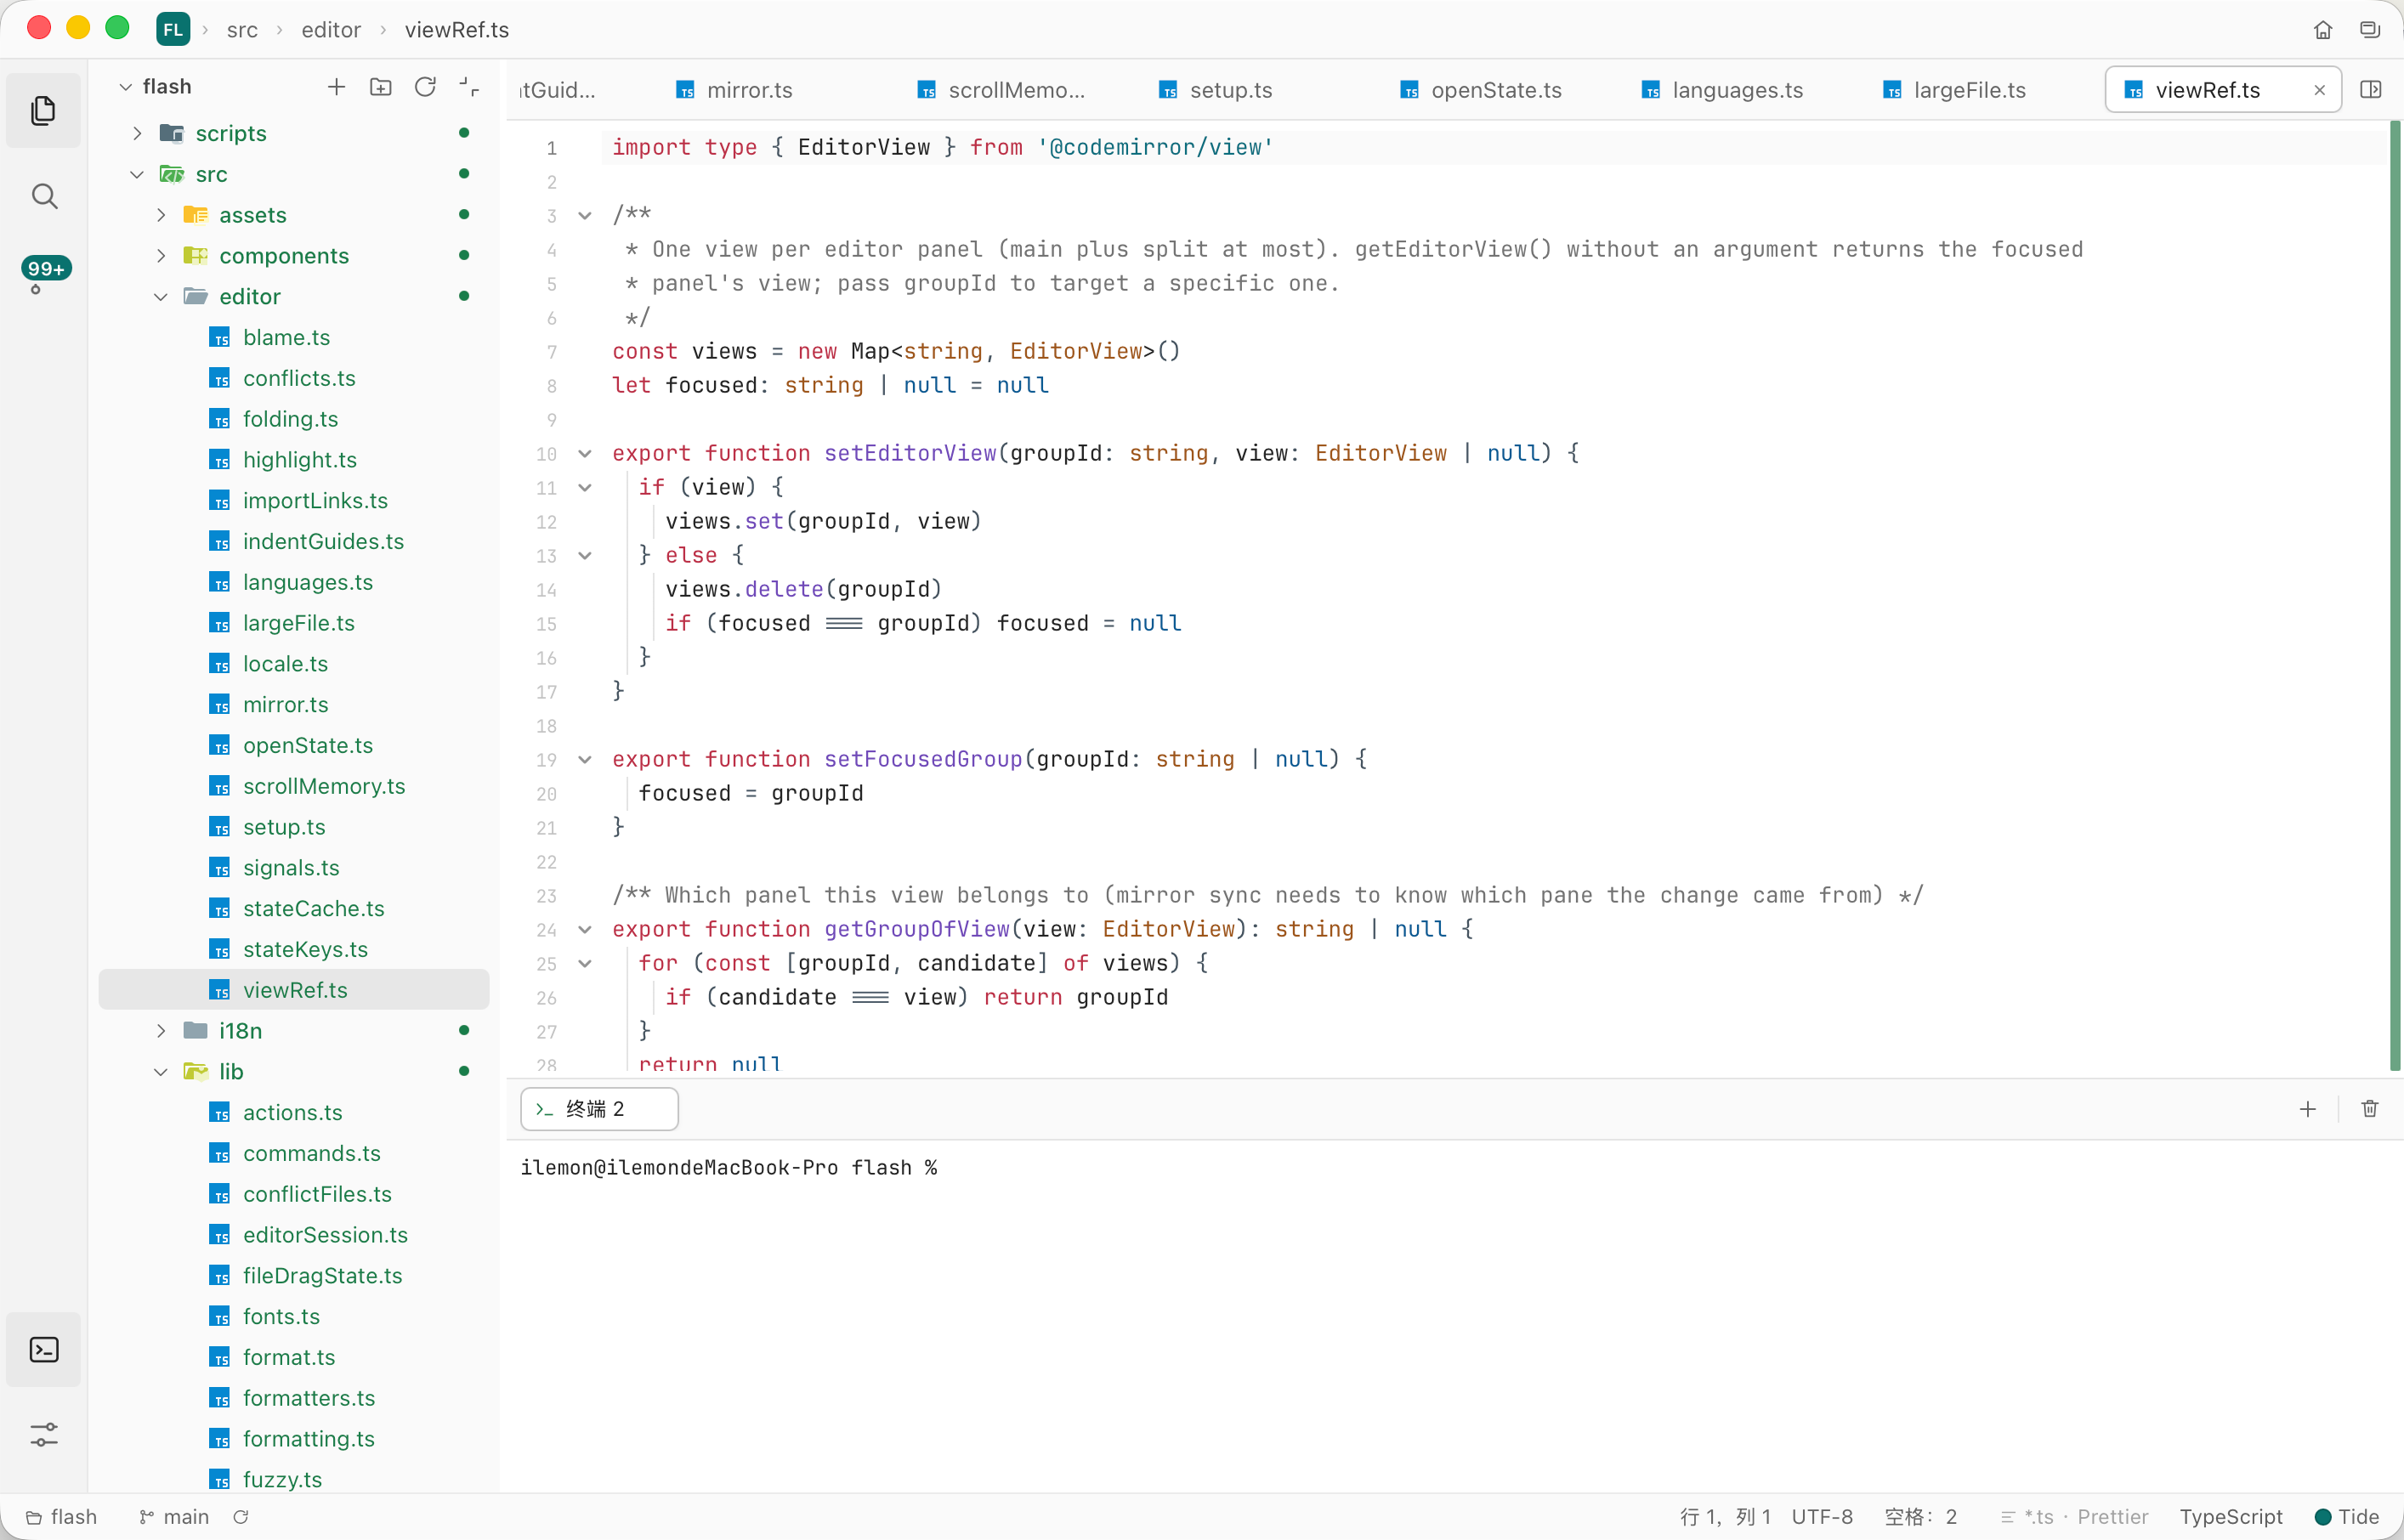 FL › src › editor › viewRef.ts
flash
scripts
src
assets
components
editor
blame.ts
conflicts.ts
folding.ts
highlight.ts
importLinks.ts
indentGuides.ts
languages.ts
largeFile.ts
locale.ts
mirror.ts
openState.ts
scrollMemory.ts
setup.ts
signals.ts
stateCache.ts
stateKeys.ts
viewRef.ts
i18n
lib
actions.ts
commands.ts
conflictFiles.ts
editorSession.ts
fileDragState.ts
fonts.ts
format.ts
formatters.ts
formatting.ts
fuzzy.ts
99+
tGuid... mirror.ts scrollMemo... setup.ts openState.ts languages.ts largeFile.ts viewRef.ts
1 import type { EditorView } from '@codemirror/view'
2
3 /**
4 * One view per editor panel (main plus split at most). getEditorView() without an argument returns the focused
5 * panel's view; pass groupId to target a specific one.
6 */
7 const views = new Map<string, EditorView>()
8 let focused: string | null = null
9
10 export function setEditorView(groupId: string, view: EditorView | null) {
11 if (view) {
12 views.set(groupId, view)
13 } else {
14 views.delete(groupId)
15 if (focused === groupId) focused = null
16 }
17 }
18
19 export function setFocusedGroup(groupId: string | null) {
20 focused = groupId
21 }
22
23 /** Which panel this view belongs to (mirror sync needs to know which pane the change came from) */
24 export function getGroupOfView(view: EditorView): string | null {
25 for (const [groupId, candidate] of views) {
26 if (candidate === view) return groupId
27 }
28 return null
终端 2
ilemon@ilemondeMacBook-Pro flash %
flash main 行 1, 列 1 UTF-8 空格: 2 *.ts · Prettier TypeScript Tide